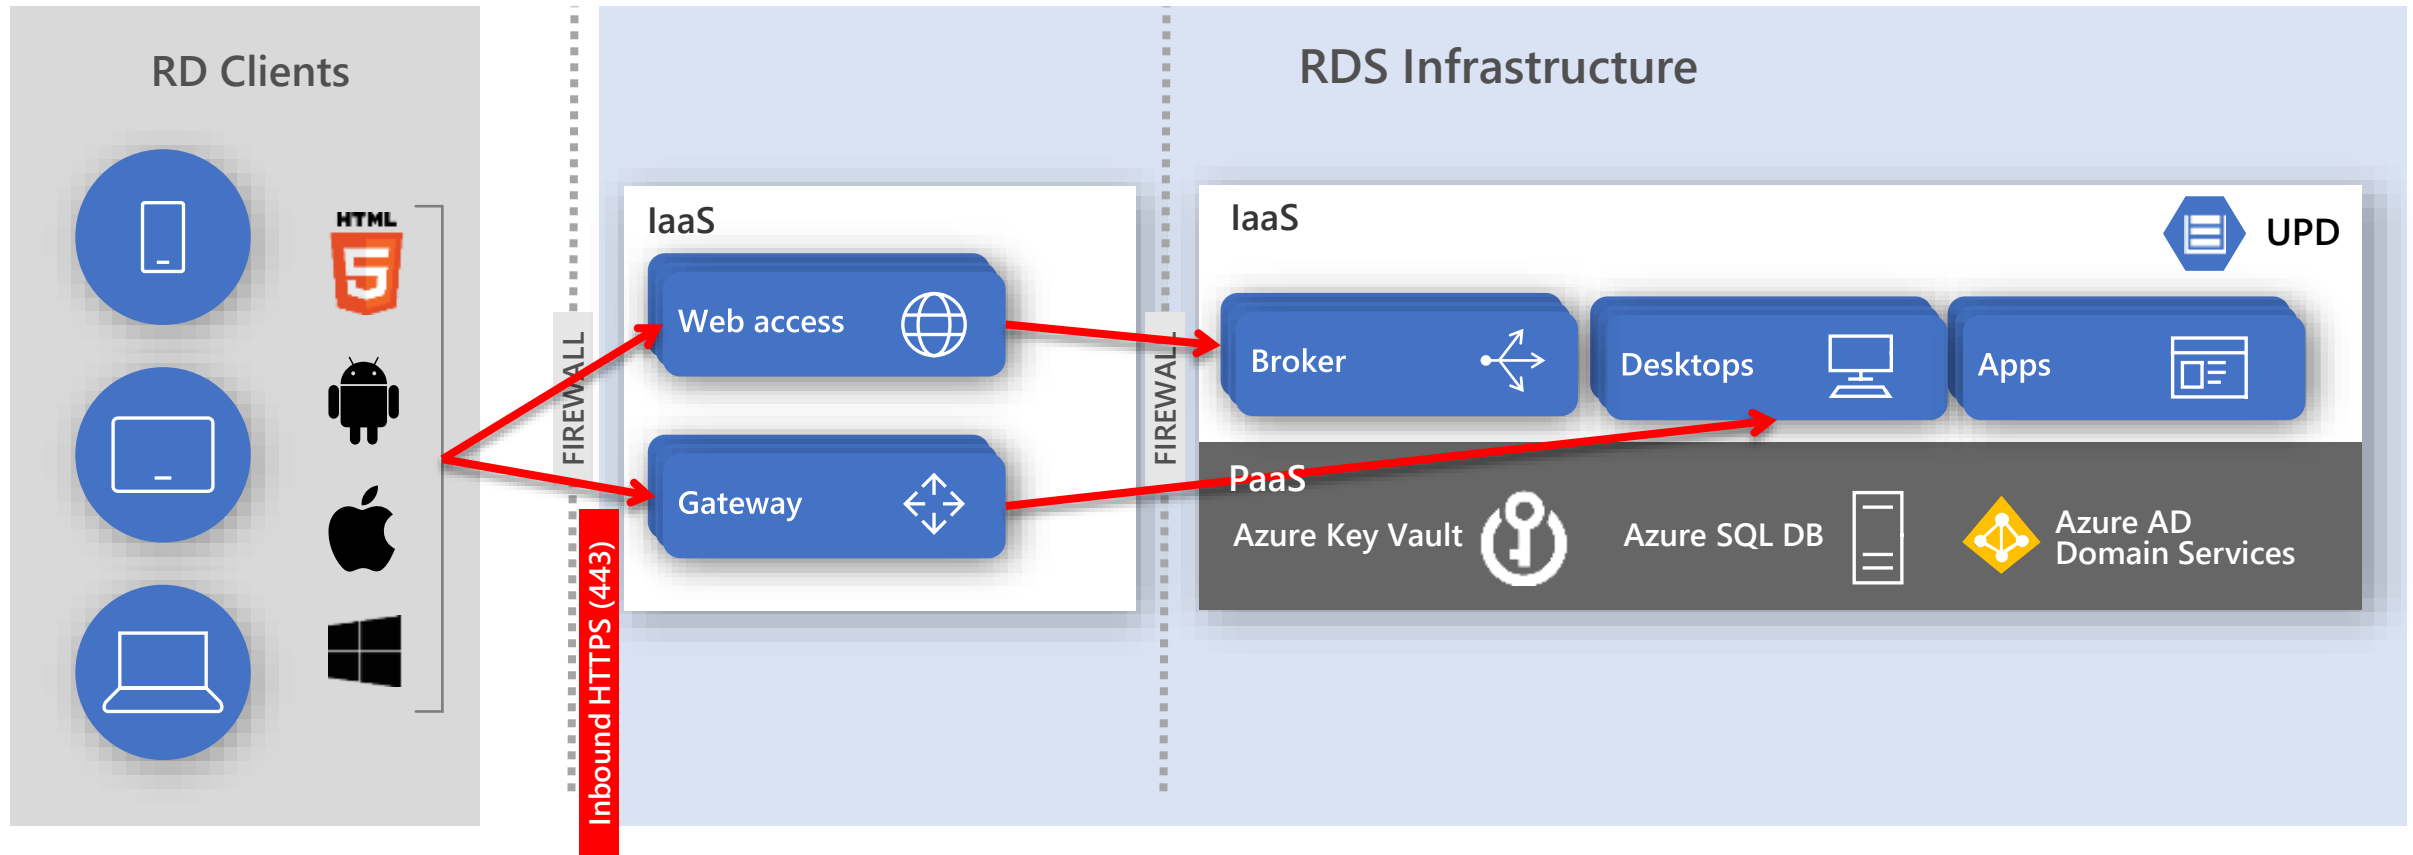 RD Clients
HTML
5
FIREWALL
Inbound HTTPS (443)
RDS Infrastructure
IaaS
Web access
Gateway
FIREWALL
IaaS
UPD
Broker
Desktops
Apps
PaaS
Azure Key Vault
Azure SQL DB
Azure AD
Domain Services